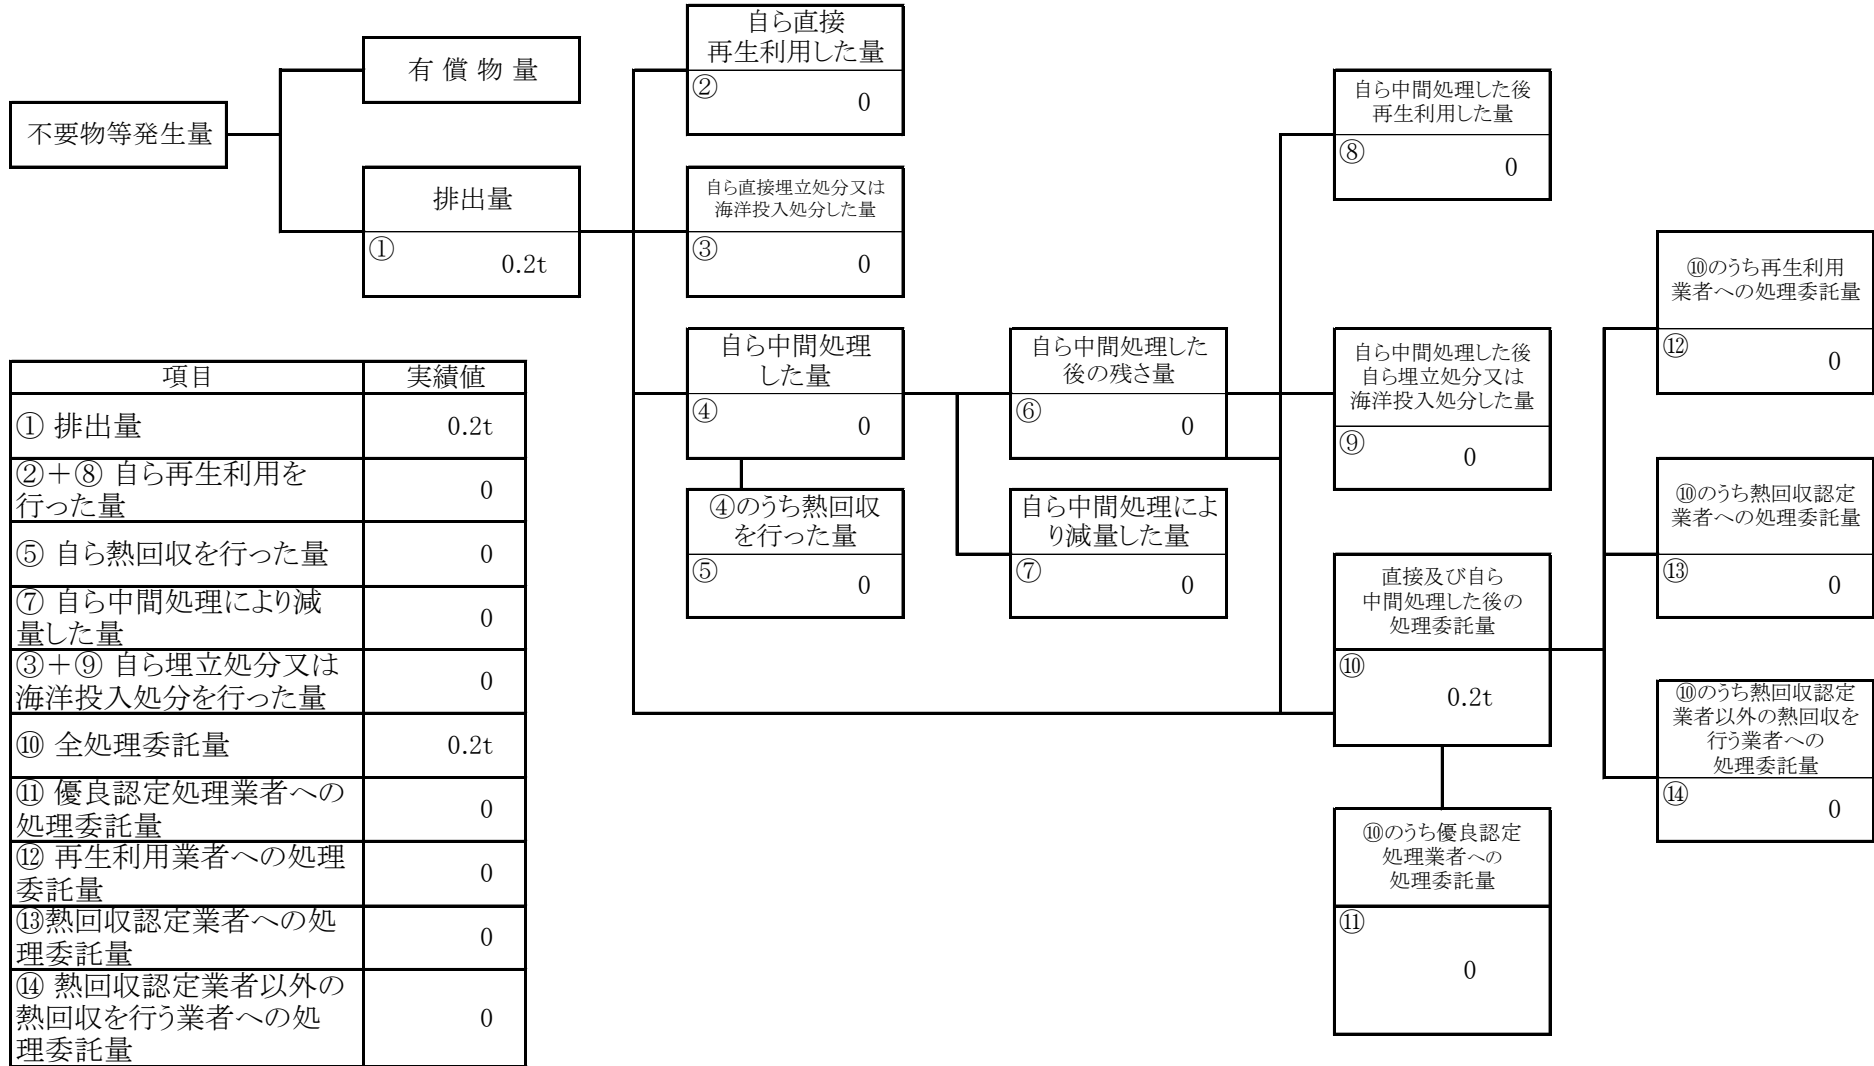 不要物等発生量
有償物量
排出量
①
0.2t
自ら直接
再生利用した量
②
0
自ら直接埋立処分又は
海洋投入処分した量
③
0
自ら中間処理
した量
④
0
④のうち熱回収
を行った量
⑤
0
自ら中間処理した
後の残さ量
⑥
0
自ら中間処理によ
り減量した量
⑦
0
自ら中間処理した後
再生利用した量
⑧
0
自ら中間処理した後
自ら埋立処分又は
海洋投入処分した量
⑨
0
直接及び自ら
中間処理した後の
処理委託量
⑩
0.2t
⑩のうち優良認定
処理業者への
処理委託量
⑪
0
⑩のうち再生利用
業者への処理委託量
⑫
0
⑩のうち熱回収認定
業者への処理委託量
⑬
0
⑩のうち熱回収認定
業者以外の熱回収を
行う業者への
処理委託量
⑭
0
項目 実績値
① 排出量 0.2t
②＋⑧ 自ら再生利用を
行った量 0
⑤ 自ら熱回収を行った量 0
⑦ 自ら中間処理により減
量した量 0
③＋⑨ 自ら埋立処分又は
海洋投入処分を行った量 0
⑩ 全処理委託量 0.2t
⑪ 優良認定処理業者への
処理委託量 0
⑫ 再生利用業者への処理
委託量 0
⑬熱回収認定業者への処
理委託量 0
⑭ 熱回収認定業者以外の
熱回収を行う業者への処
理委託量 0